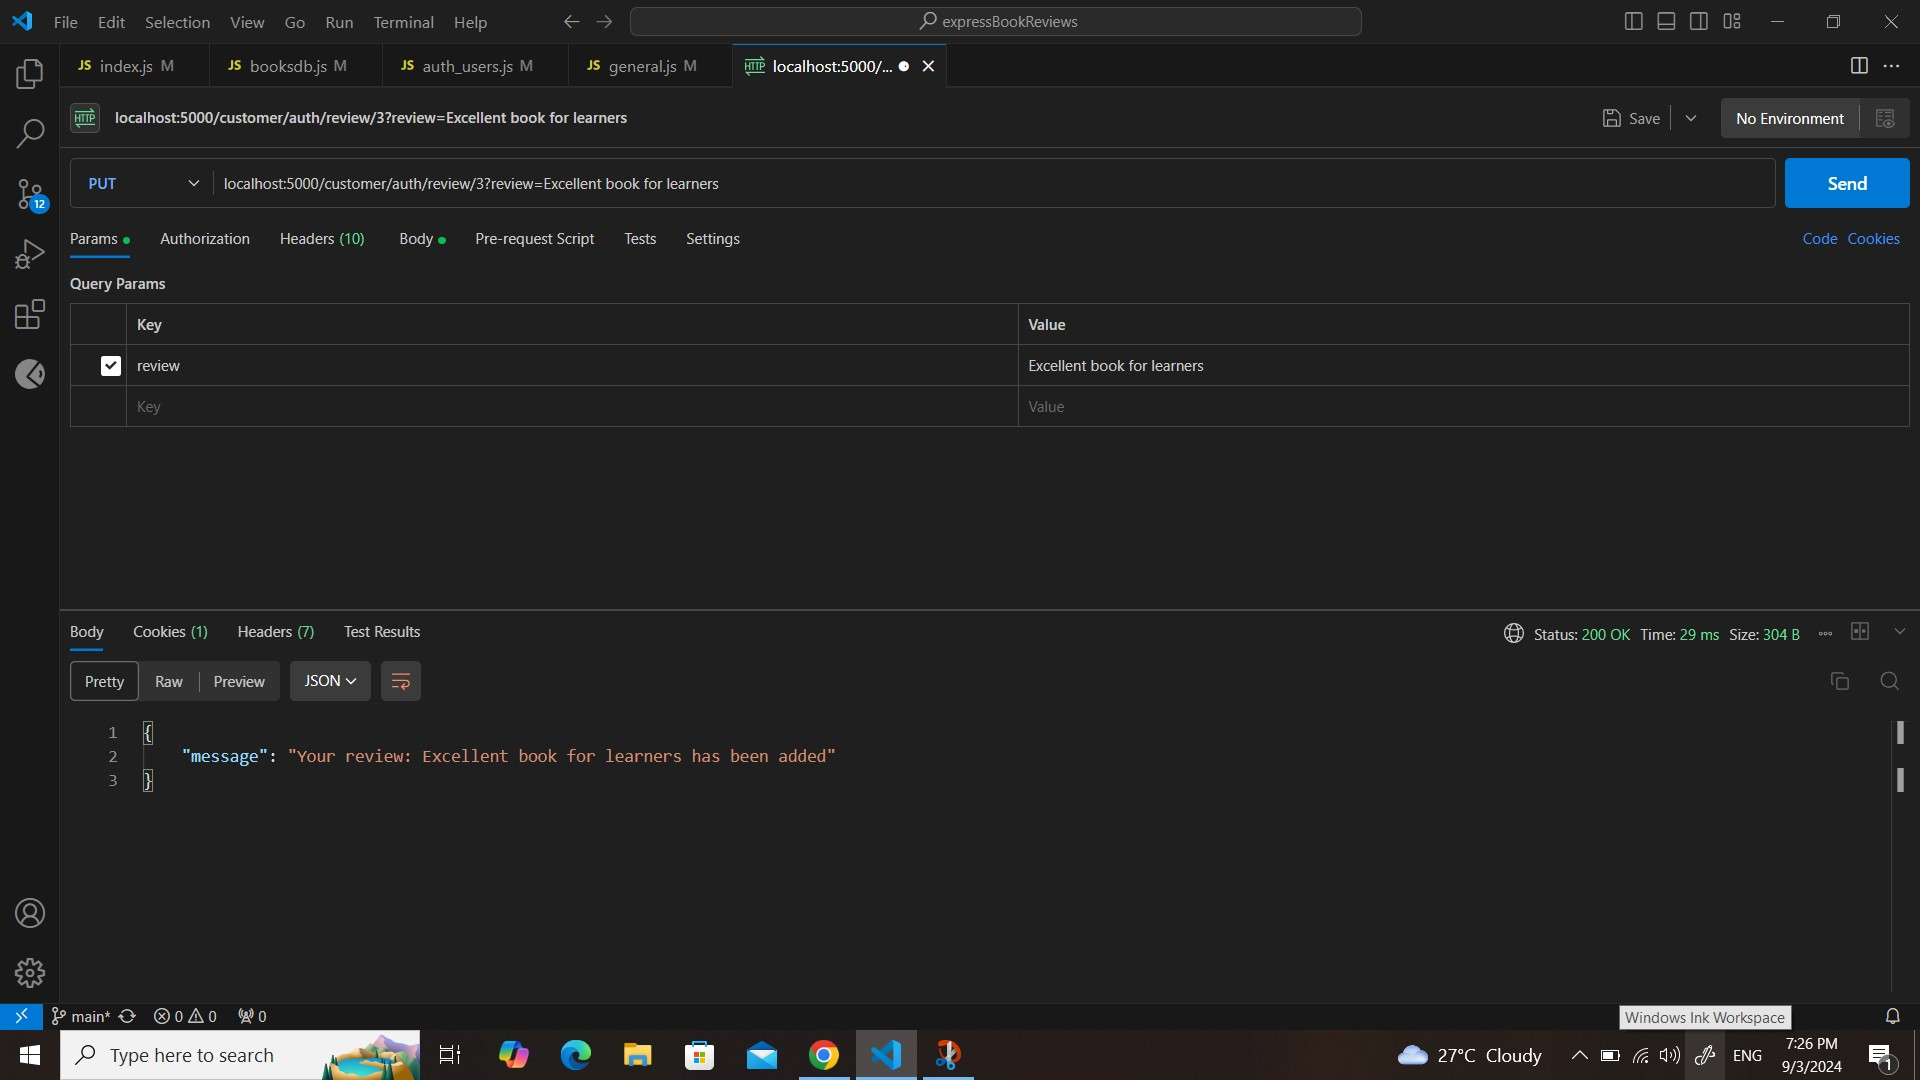 File Edit Selection View Go Run Terminal Help
expressBookReviews
JS index.js M
JS booksdb.js M
JS auth_users.js M
JS general.js M
HTTP localhost:5000/...
HTTP localhost:5000/customer/auth/review/3?review=Excellent book for learners
Save
No Environment
PUT
localhost:5000/customer/auth/review/3?review=Excellent book for learners
Send
12
Params Authorization Headers (10) Body Pre-request Script Tests Settings
Code Cookies
Query Params
Key Value
review Excellent book for learners
Key Value
Body Cookies (1) Headers (7) Test Results
Status: 200 OK Time: 29 ms Size: 304 B
Pretty Raw Preview JSON
1 {
2 "message": "Your review: Excellent book for learners has been added"
3 }
main* 0 0 0
Windows Ink Workspace
Type here to search
27°C Cloudy
ENG
7:26 PM
9/3/2024
1